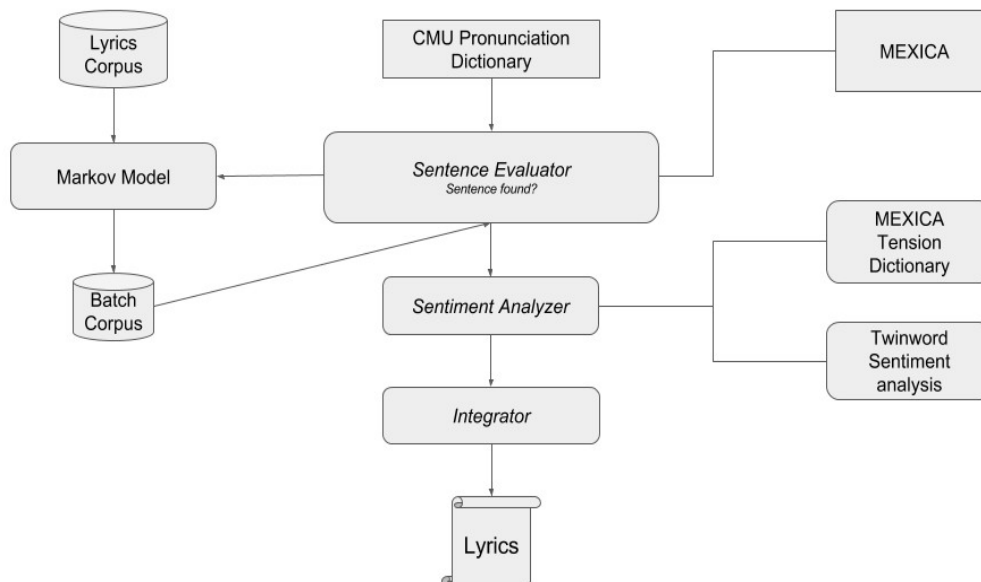 Lyrics
Corpus
CMU Pronunciation
Dictionary
MEXICA
Markov Model
Sentence Evaluator
Sentence found?
MEXICA
Tension
Dictionary
Batch
Corpus
Sentiment Analyzer
Twinword
Sentiment
analysis
Integrator
Lyrics